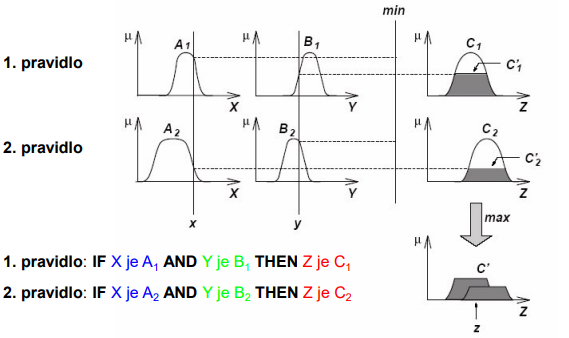 min
μ A₁ X μ B₁ Y μ C₁ C'₁ Z
1. pravidlo
μ A₂ X μ B₂ Y μ C₂ C'₂ Z
2. pravidlo
x y
max
μ C' Z
z
1. pravidlo: IF X je A₁ AND Y je B₁ THEN Z je C₁
2. pravidlo: IF X je A₂ AND Y je B₂ THEN Z je C₂